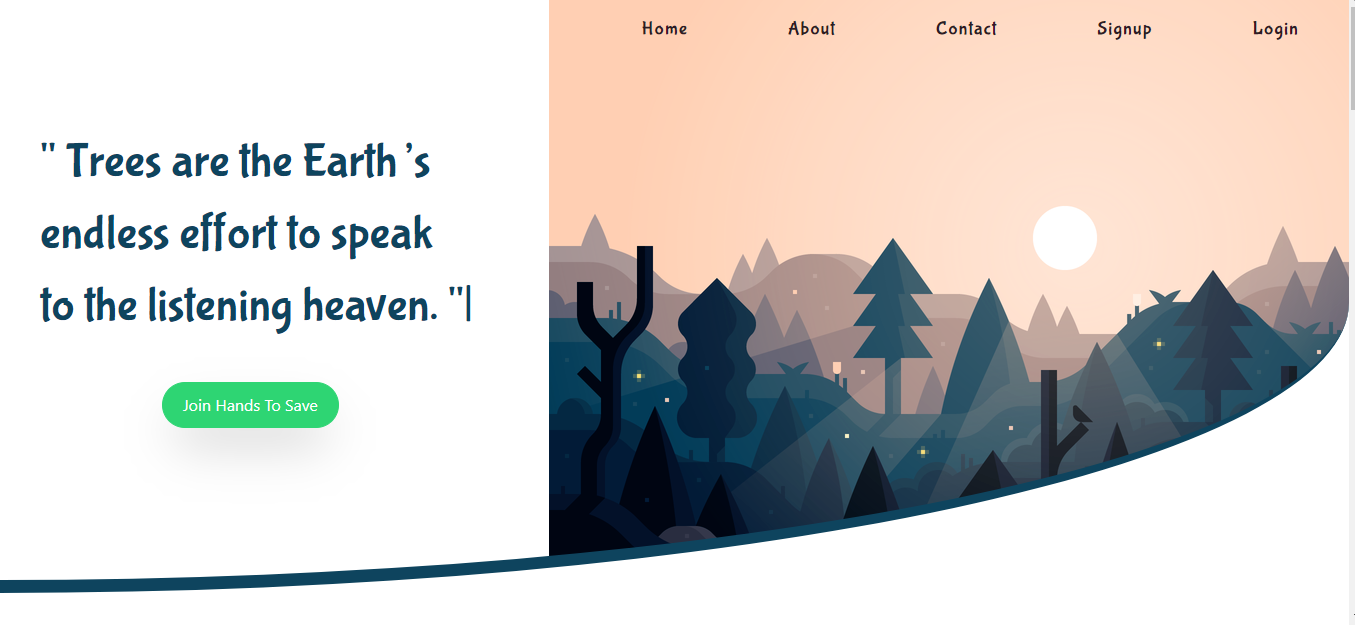 Home About Contact Signup Login
" Trees are the Earth 's
endless effort to speak
to the listening heaven. "|
Join Hands To Save